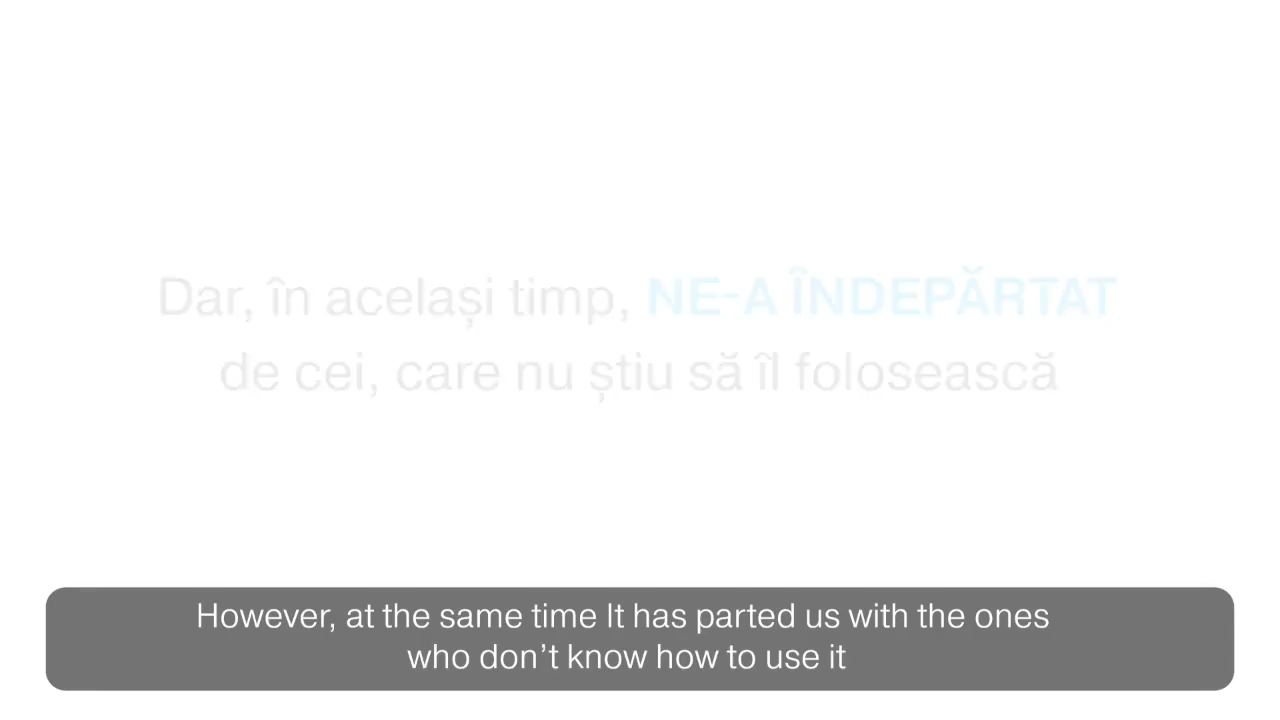 Dar, în același timp, NE-A ÎNDEPĂRTAT
de cei, care nu știu să îl folosească
However, at the same time It has parted us with the ones
who don’t know how to use it